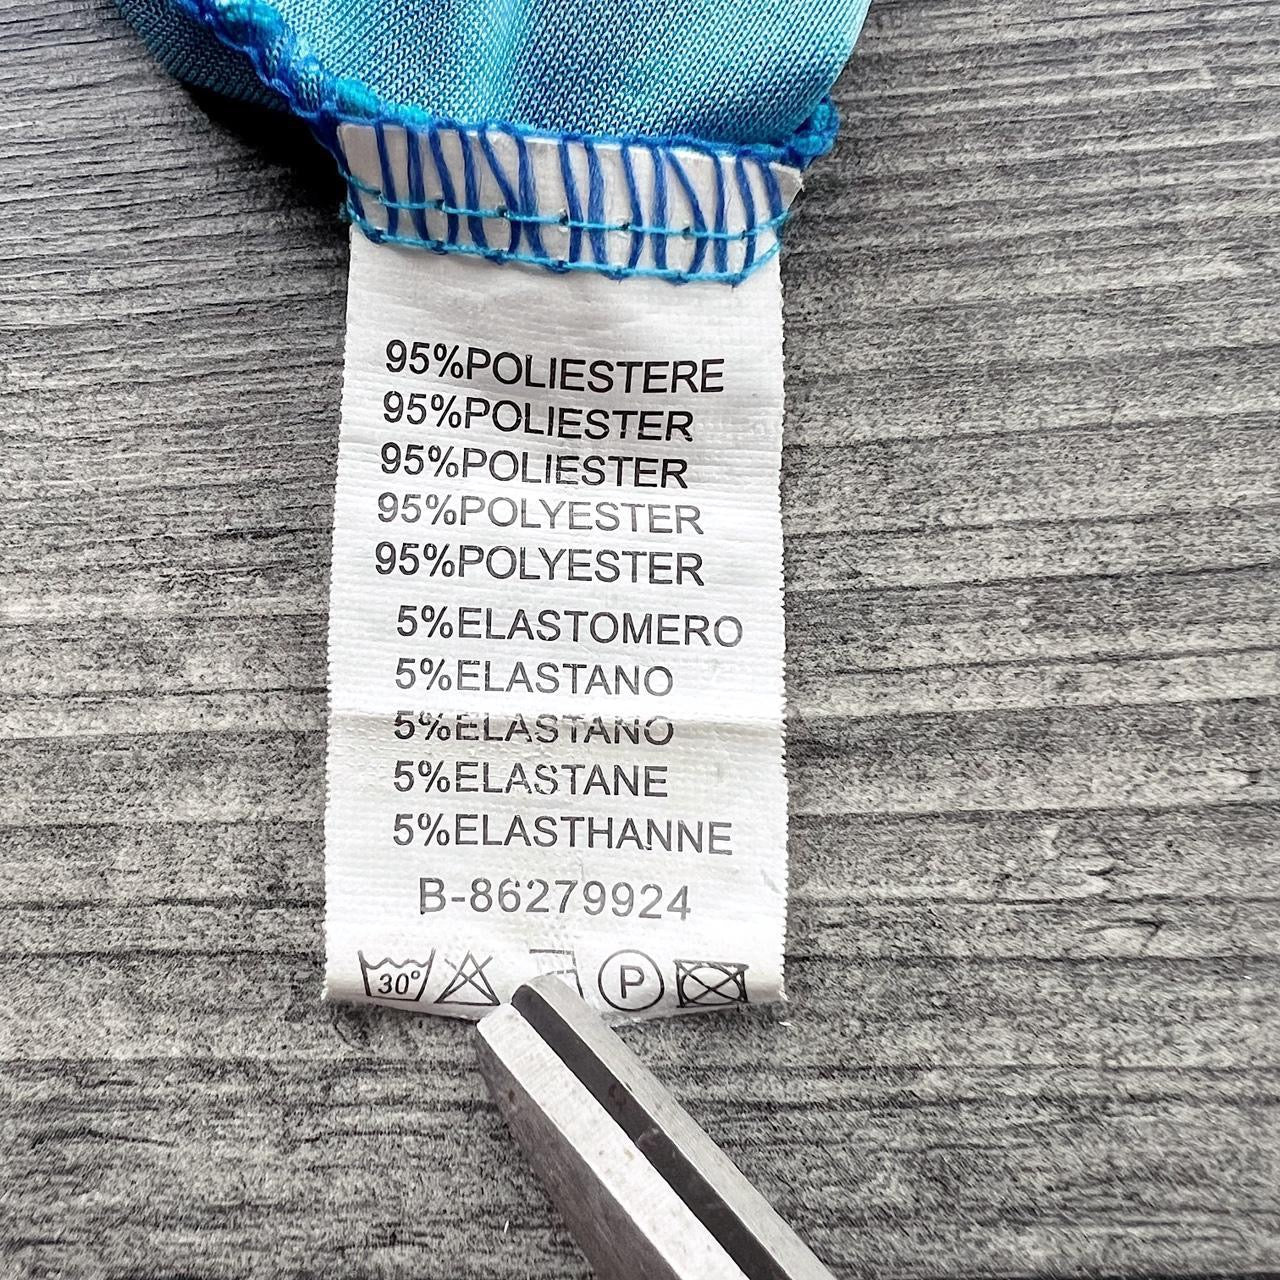 95%POLIESTERE
95%POLIESTER
95%POLIESTER
95%POLYESTER
95%POLYESTER
5%ELASTOMERO
5%ELASTANO
5%ELASTANO
5%ELASTANE
5%ELASTHANNE
B-86279924
30° P